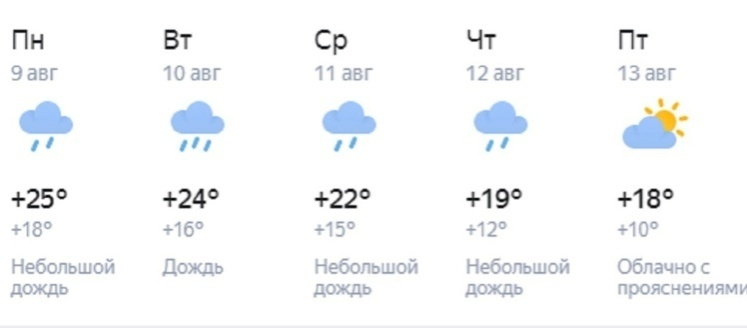 Пн Вт Ср Чт Пт
9 авг 10 авг 11 авг 12 авг 13 авг
+25° +24° +22° +19° +18°
+18° +16° +15° +12° +10°
Небольшой Дождь Небольшой Небольшой Облачно с
дождь дождь дождь прояснениями